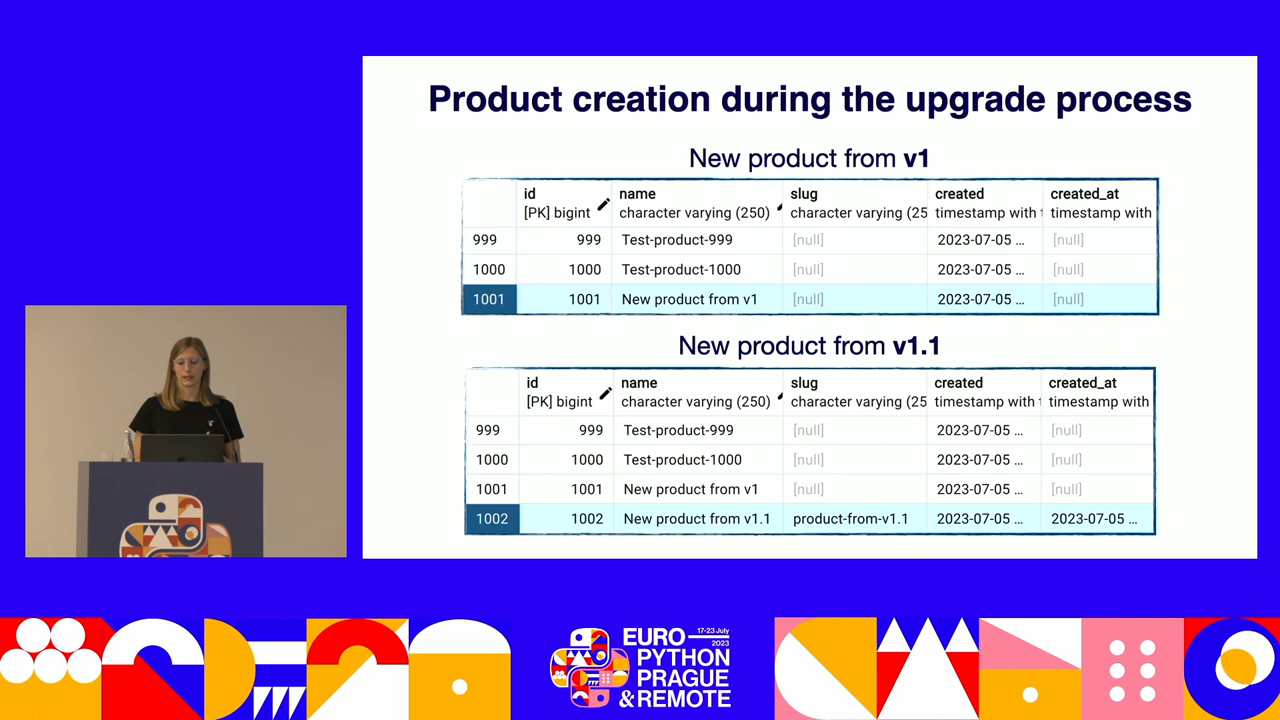 Product creation during the upgrade process
New product from v1
id name slug created created_at
[PK] bigint character varying (250) character varying (25 timestamp with timestamp with
999 999 Test-product-999 [null] 2023-07-05 ... [null]
1000 1000 Test-product-1000 [null] 2023-07-05 ... [null]
1001 1001 New product from v1 [null] 2023-07-05 ... [null]
New product from v1.1
id name slug created created_at
[PK] bigint character varying (250) character varying (25 timestamp with timestamp with
999 999 Test-product-999 [null] 2023-07-05 ... [null]
1000 1000 Test-product-1000 [null] 2023-07-05 ... [null]
1001 1001 New product from v1 [null] 2023-07-05 ... [null]
1002 1002 New product from v1.1 product-from-v1.1 2023-07-05 ... 2023-07-05 ...
EURO 17-23 July
2023
PYTHON
PRAGUE
& REMOTE